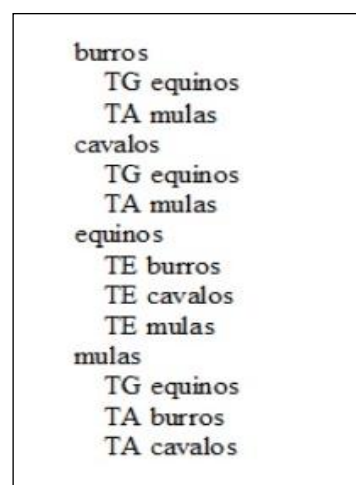 burros
TG equinos
TA mulas
cavalos
TG equinos
TA mulas
equinos
TE burros
TE cavalos
TE mulas
mulas
TG equinos
TA burros
TA cavalos